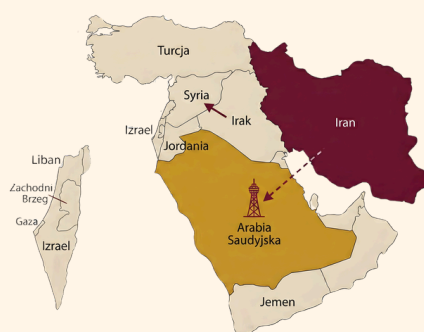 Turcja
Syria
Irak
Iran
Izrael
Jordania
Liban
Zachodni
Brzeg
Gaza
Izrael
Arabia
Saudyjska
Jemen